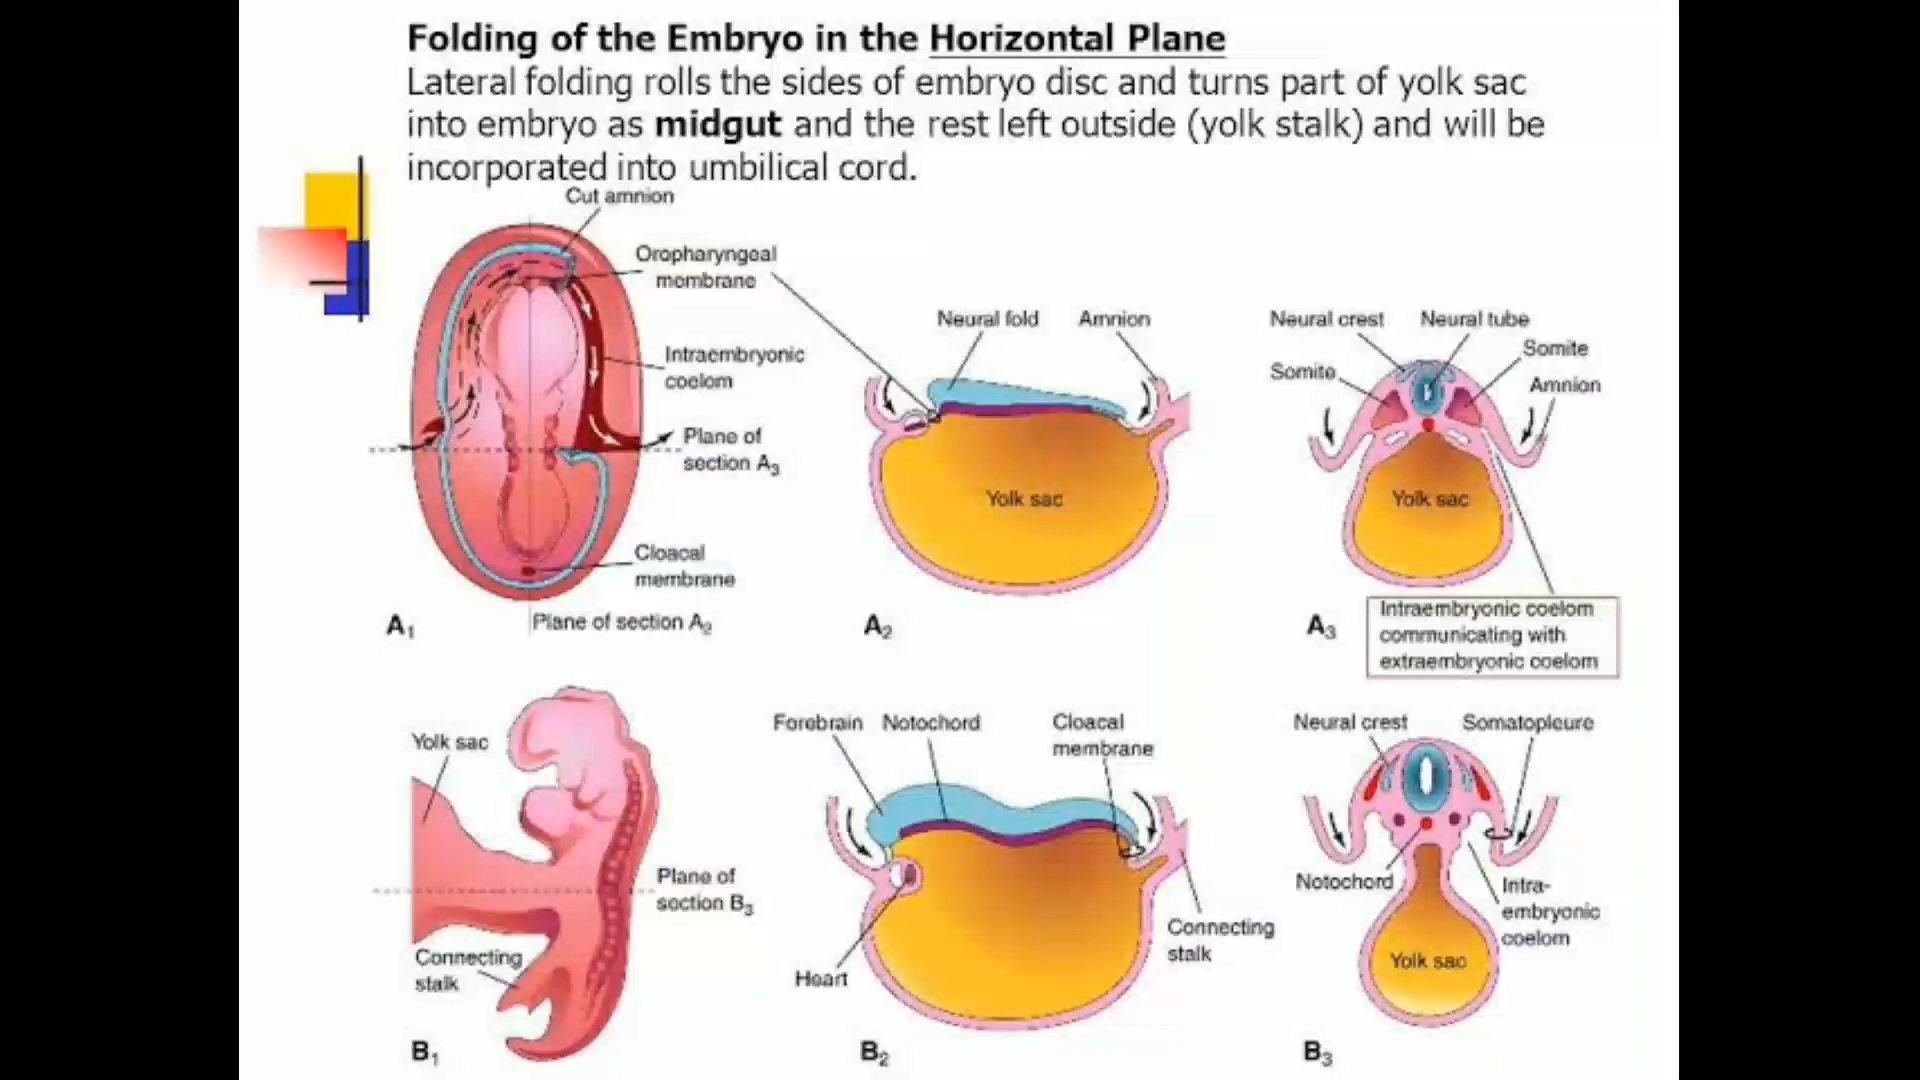 Folding of the Embryo in the Horizontal Plane
Lateral folding rolls the sides of embryo disc and turns part of yolk sac
into embryo as midgut and the rest left outside (yolk stalk) and will be
incorporated into umbilical cord.
Cut amnion
Oropharyngeal
membrane
Intraembryonic
coelom
Plane of
section A3
Cloacal
membrane
Plane of section A2
A1
Neural fold
Amnion
Yolk sac
A2
Neural crest
Neural tube
Somite
Somite
Amnion
Yolk sac
A3
Intraembryonic coelom
communicating with
extraembryonic coelom
Yolk sac
Plane of
section B3
Connecting
stalk
B1
Forebrain
Notochord
Cloacal
membrane
Connecting
stalk
Heart
B2
Neural crest
Somatopleure
Notochord
Intra-
embryonic
coelom
Yolk sac
B3